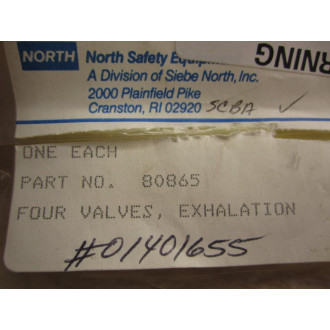 NORTH
North Safety Equipm
A Division of Siebe North, Inc.
2000 Plainfield Pike
Cranston, RI 02920 SCBA ✓
RNING
ONE EACH
PART NO. 80865
FOUR VALVES, EXHALATION
#01401655